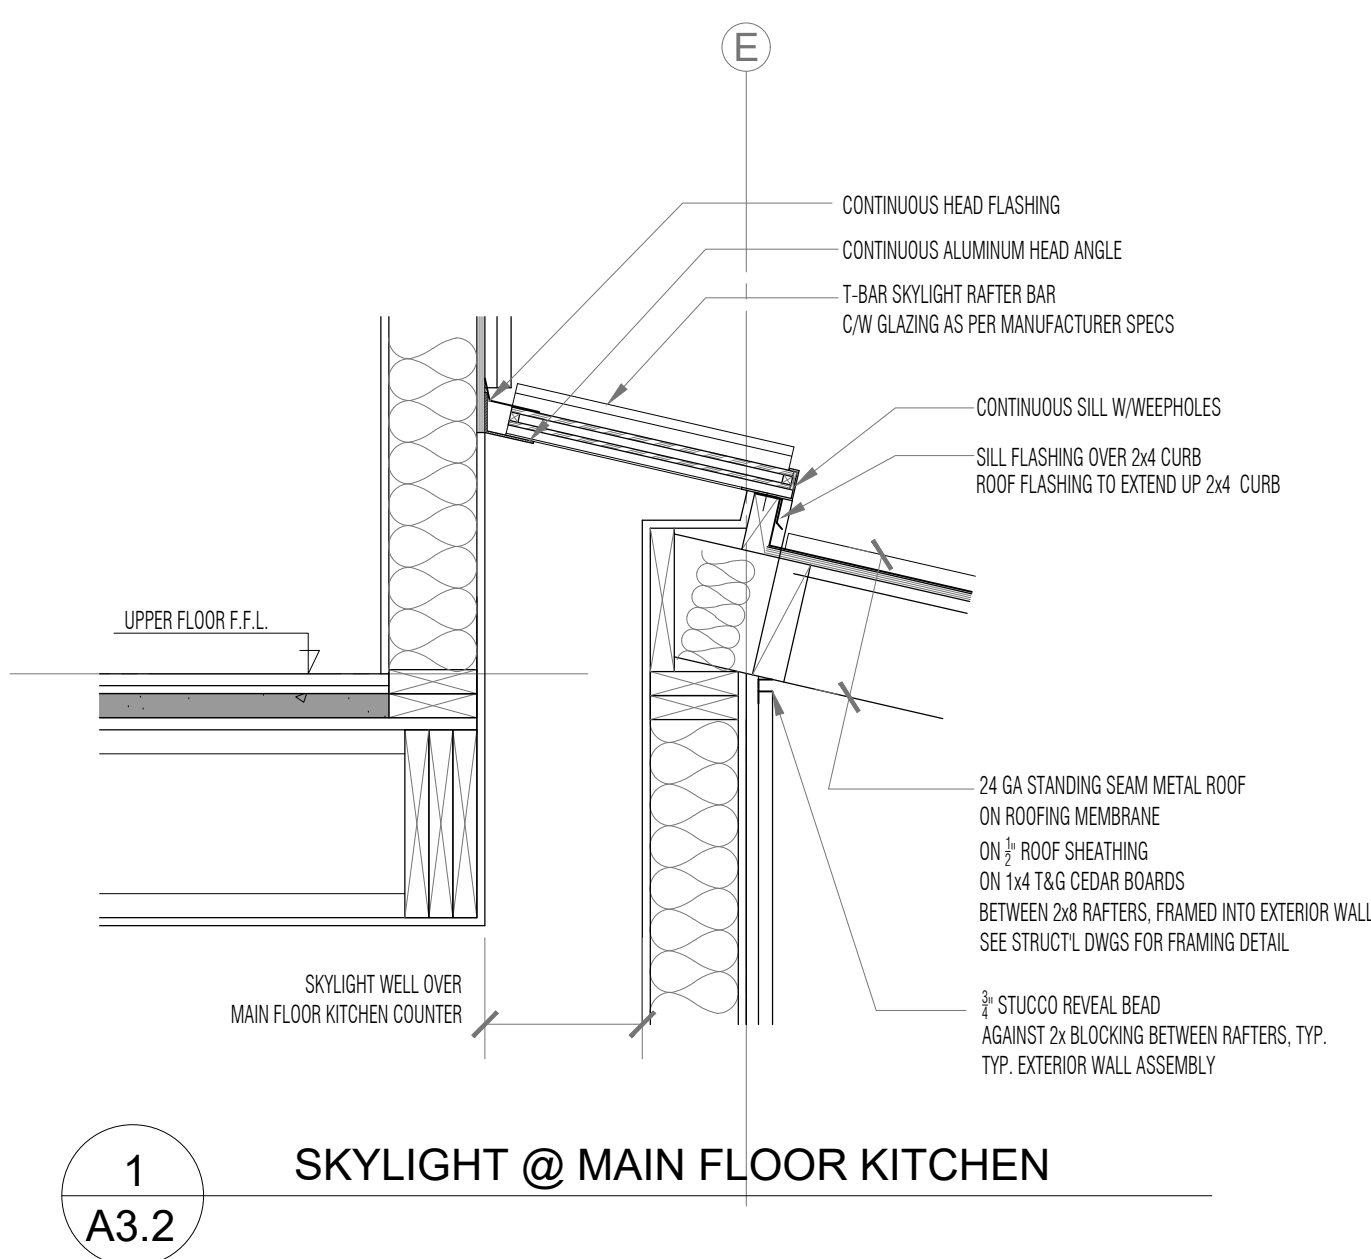 E
CONTINUOUS HEAD FLASHING
CONTINUOUS ALUMINUM HEAD ANGLE
T-BAR SKYLIGHT RAFTER BAR
C/W GLAZING AS PER MANUFACTURER SPECS
CONTINUOUS SILL W/WEEPHOLES
SILL FLASHING OVER 2x4 CURB
ROOF FLASHING TO EXTEND UP 2x4 CURB
UPPER FLOOR F.F.L.
24 GA STANDING SEAM METAL ROOF
ON ROOFING MEMBRANE
ON 1/2" ROOF SHEATHING
ON 1x4 T&G CEDAR BOARDS
BETWEEN 2x8 RAFTERS, FRAMED INTO EXTERIOR WALL
SEE STRUCT'L DWGS FOR FRAMING DETAIL
SKYLIGHT WELL OVER
MAIN FLOOR KITCHEN COUNTER
3/4" STUCCO REVEAL BEAD
AGAINST 2x BLOCKING BETWEEN RAFTERS, TYP.
TYP. EXTERIOR WALL ASSEMBLY
1
A3.2
SKYLIGHT @ MAIN FLOOR KITCHEN